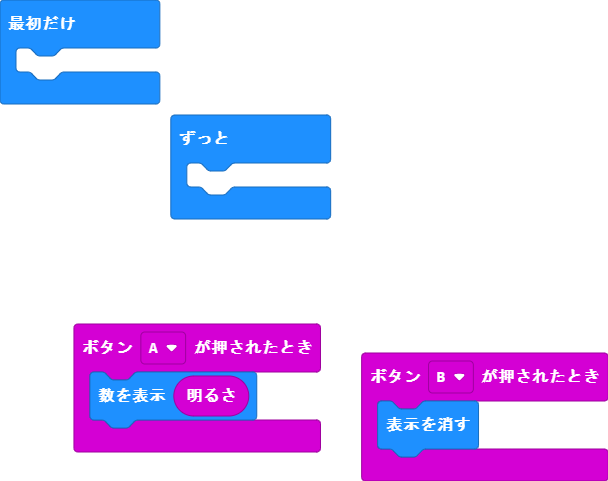 最初だけ
ずっと
ボタン A が押されたとき
数を表示 明るさ
ボタン B が押されたとき
表示を消す